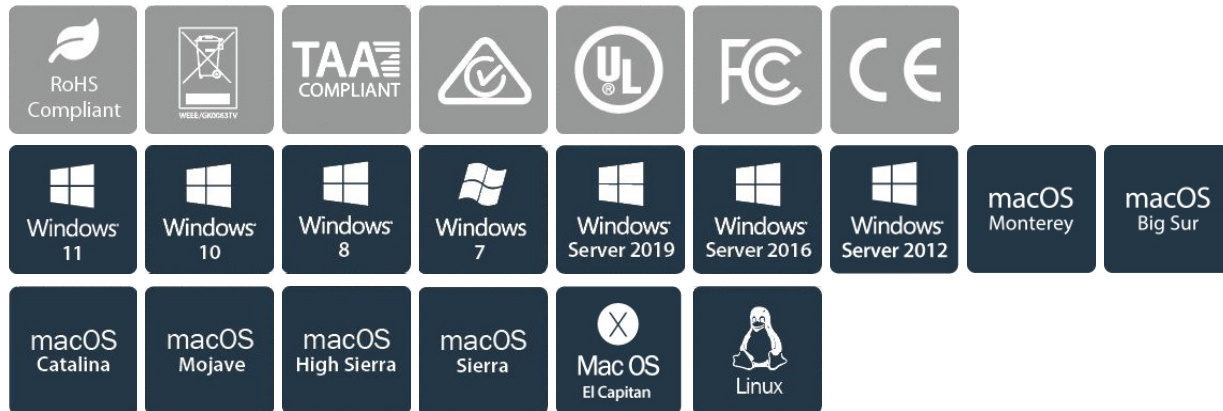 RoHS
Compliant
WEEE/GK0063TV
TAA
COMPLIANT
UL
®
FC
CE
Windows
11
Windows
10
Windows
8
Windows
7
Windows
Server 2019
Windows
Server 2016
Windows
Server 2012
macOS
Monterey
macOS
Big Sur
macOS
Catalina
macOS
Mojave
macOS
High Sierra
macOS
Sierra
X
Mac OS
El Capitan
Linux